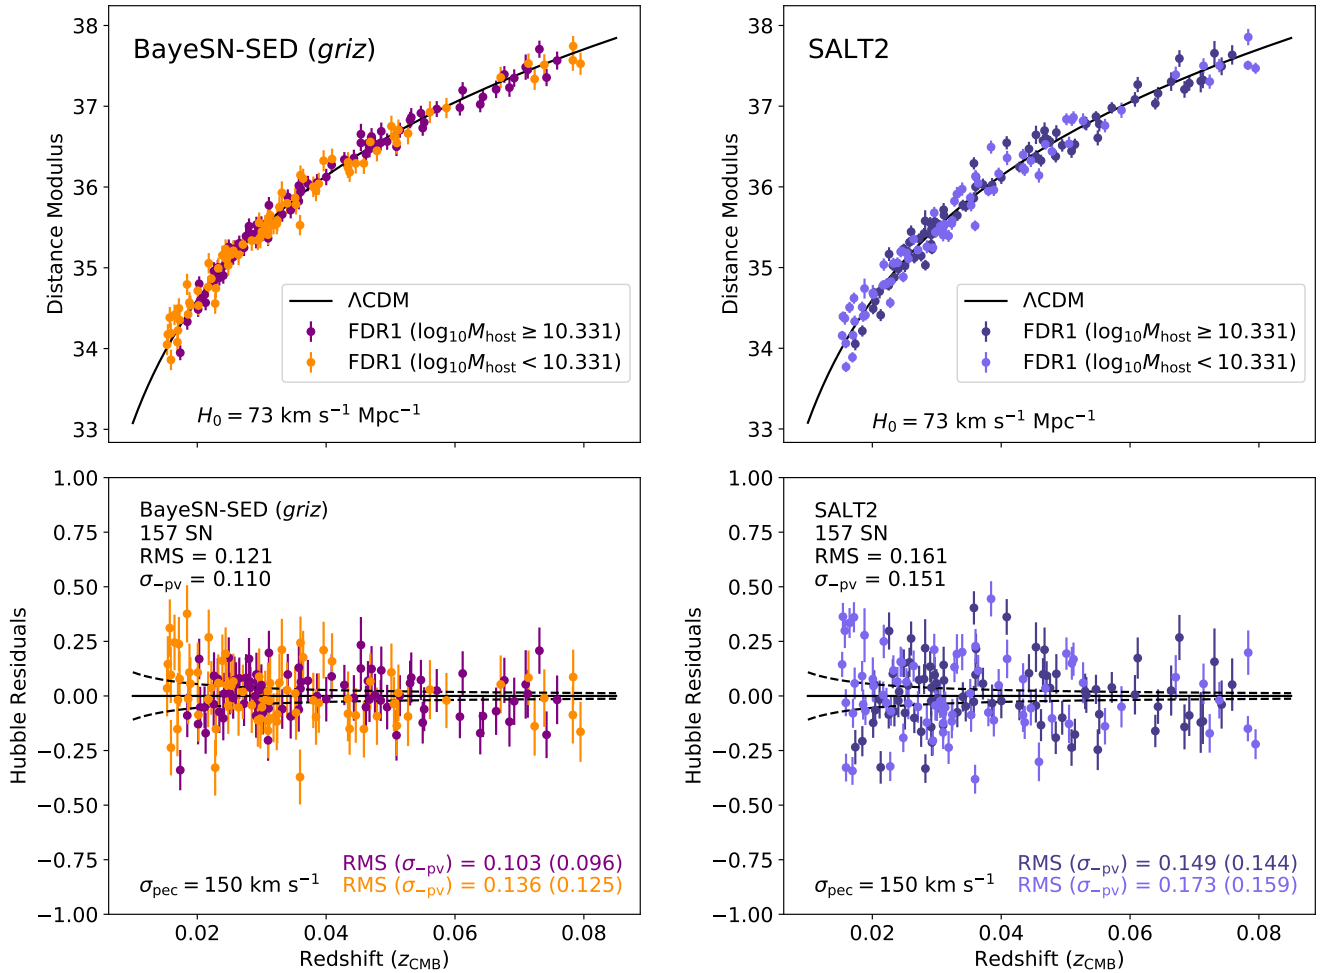 BayeSN-SED (griz)
Distance Modulus
38
37
36
35
34
33
ΛCDM
FDR1 (log₁₀M_host ≥ 10.331)
FDR1 (log₁₀M_host < 10.331)
H₀ = 73 km s⁻¹ Mpc⁻¹
SALT2
Distance Modulus
38
37
36
35
34
33
ΛCDM
FDR1 (log₁₀M_host ≥ 10.331)
FDR1 (log₁₀M_host < 10.331)
H₀ = 73 km s⁻¹ Mpc⁻¹
Hubble Residuals
1.00
0.75
0.50
0.25
0.00
−0.25
−0.50
−0.75
−1.00
BayeSN-SED (griz)
157 SN
RMS = 0.121
σ₋pv = 0.110
RMS (σ₋pv) = 0.103 (0.096)
σpec = 150 km s⁻¹
RMS (σ₋pv) = 0.136 (0.125)
0.02
0.04
0.06
0.08
Redshift (z_CMB)
Hubble Residuals
1.00
0.75
0.50
0.25
0.00
−0.25
−0.50
−0.75
−1.00
SALT2
157 SN
RMS = 0.161
σ₋pv = 0.151
RMS (σ₋pv) = 0.149 (0.144)
σpec = 150 km s⁻¹
RMS (σ₋pv) = 0.173 (0.159)
0.02
0.04
0.06
0.08
Redshift (z_CMB)